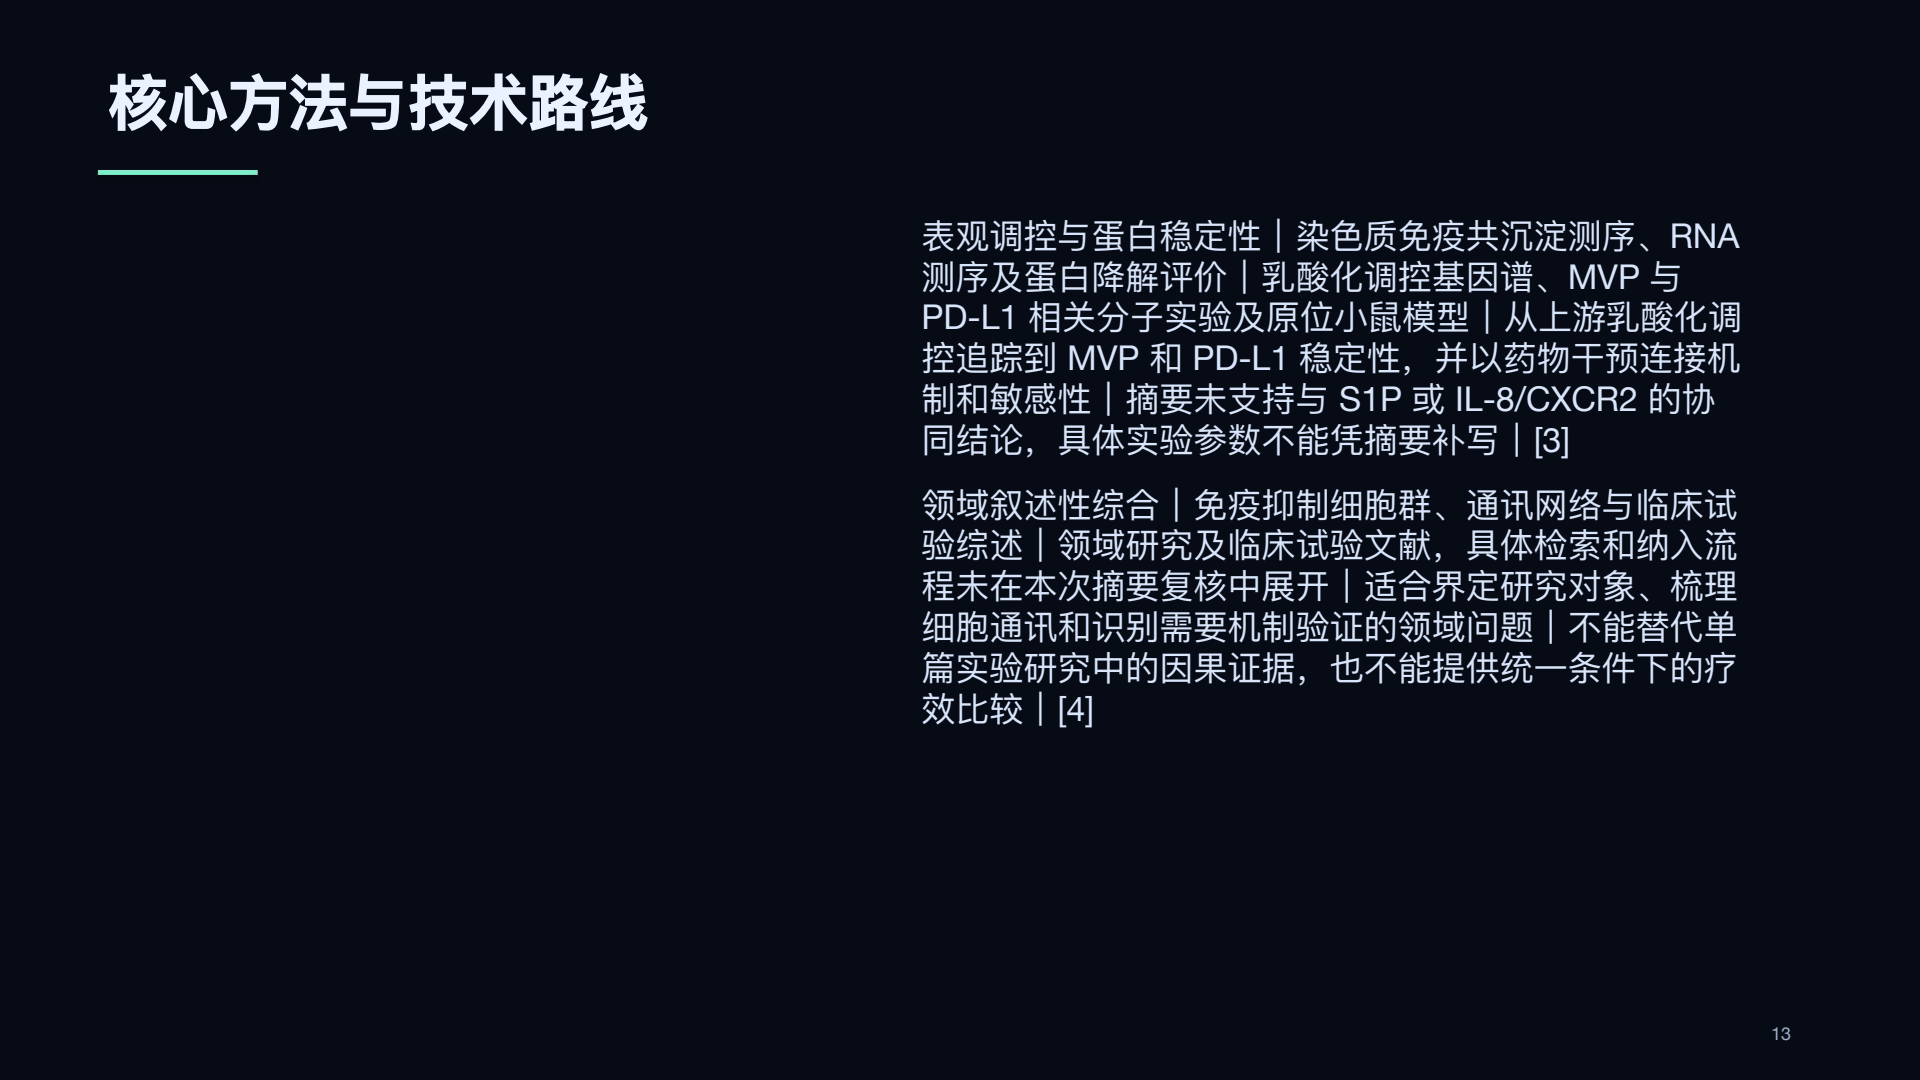 核心方法与技术路线
表观调控与蛋白稳定性｜染色质免疫共沉淀测序、RNA
测序及蛋白降解评价｜乳酸化调控基因谱、MVP 与
PD-L1 相关分子实验及原位小鼠模型｜从上游乳酸化调
控追踪到 MVP 和 PD-L1 稳定性，并以药物干预连接机
制和敏感性｜摘要未支持与 S1P 或 IL-8/CXCR2 的协
同结论，具体实验参数不能凭摘要补写｜[3]
领域叙述性综合｜免疫抑制细胞群、通讯网络与临床试
验综述｜领域研究及临床试验文献，具体检索和纳入流
程未在本次摘要复核中展开｜适合界定研究对象、梳理
细胞通讯和识别需要机制验证的领域问题｜不能替代单
篇实验研究中的因果证据，也不能提供统一条件下的疗
效比较｜[4]
13